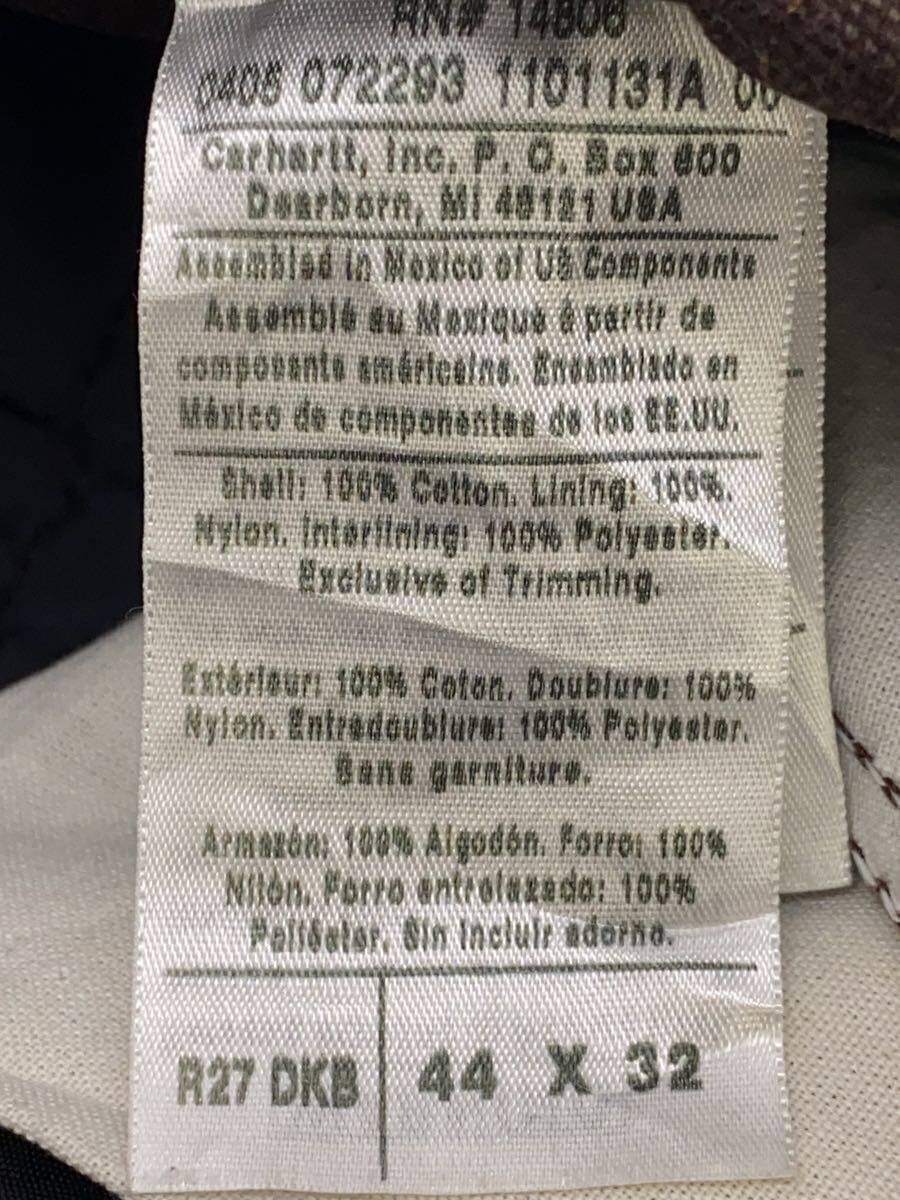 RN# 14806
0406 072293 1101131A 00
Carhartt, Inc. P. O. Box 600
Dearborn, MI 48121 USA
Assembled in Mexico of US Components
Assemblé au Mexique à partir de
composants américains. Ensamblado en
México de componentes de los EE.UU.
Shell: 100% Cotton. Lining: 100%.
Nylon. Interlining: 100% Polyester.
Exclusive of Trimming.
Extérieur: 100% Coton. Doublure: 100%
Nylon. Entredoublure: 100% Polyester.
Sans garniture.
Armazón: 100% Algodón. Forro: 100%
Nilón. Forro entrelazado: 100%
Poliéster. Sin incluir adorno.
R27 DKB 44 X 32